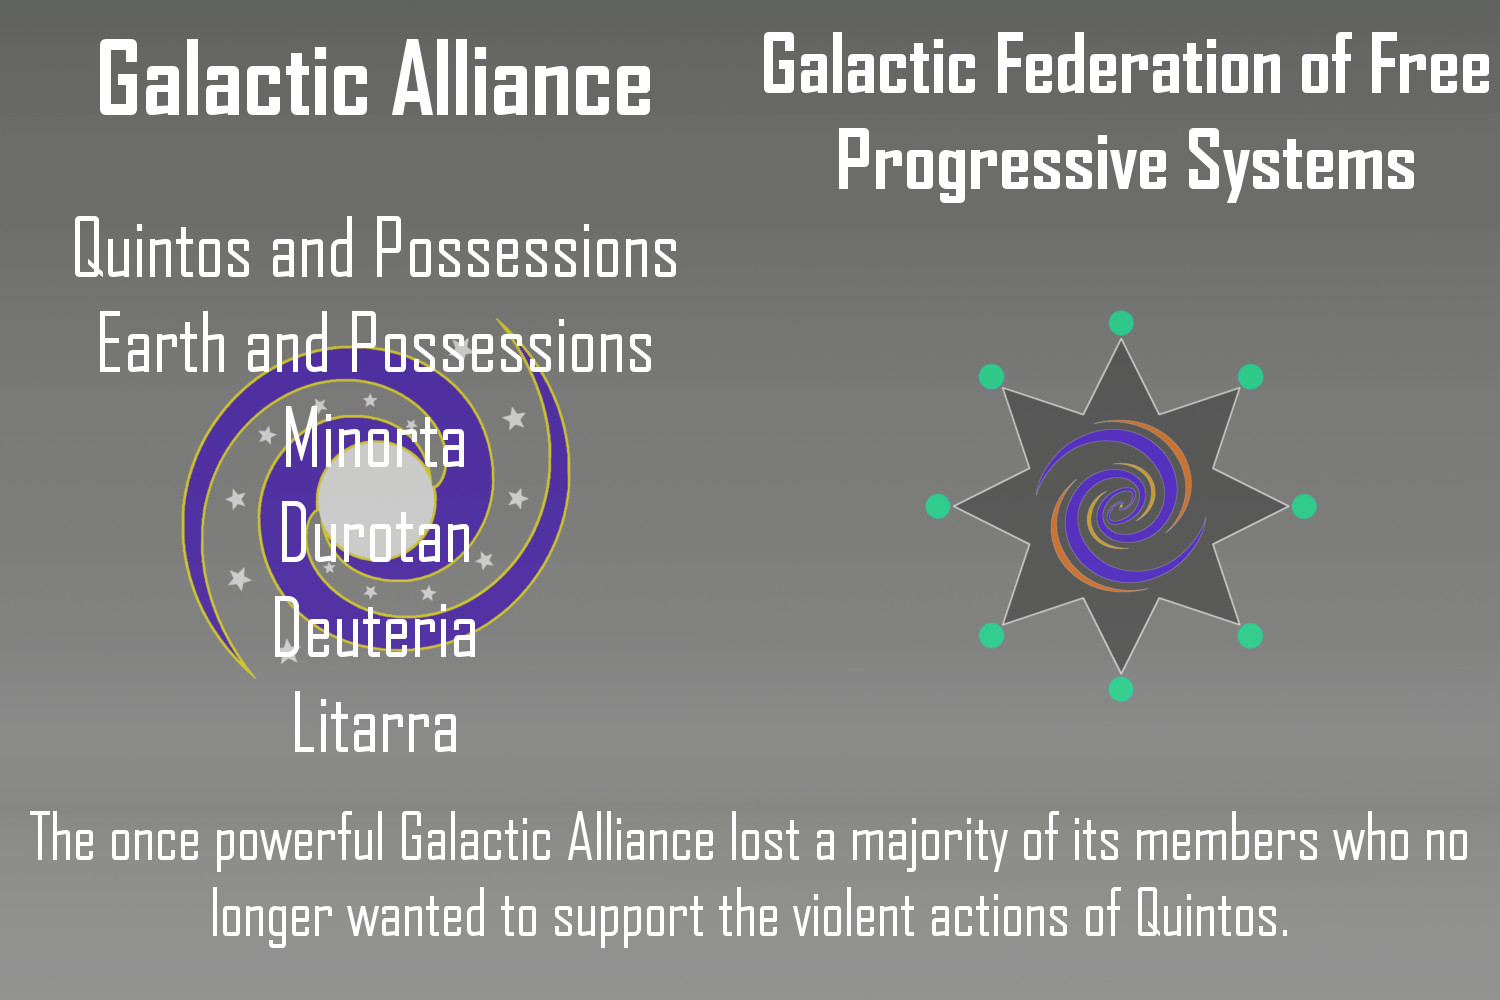 Galactic Alliance
Quintos and Possessions
Earth and Possessions
Minorta
Durotan
Deuteria
Litarra
Galactic Federation of Free
Progressive Systems
The once powerful Galactic Alliance lost a majority of its members who no
longer wanted to support the violent actions of Quintos.